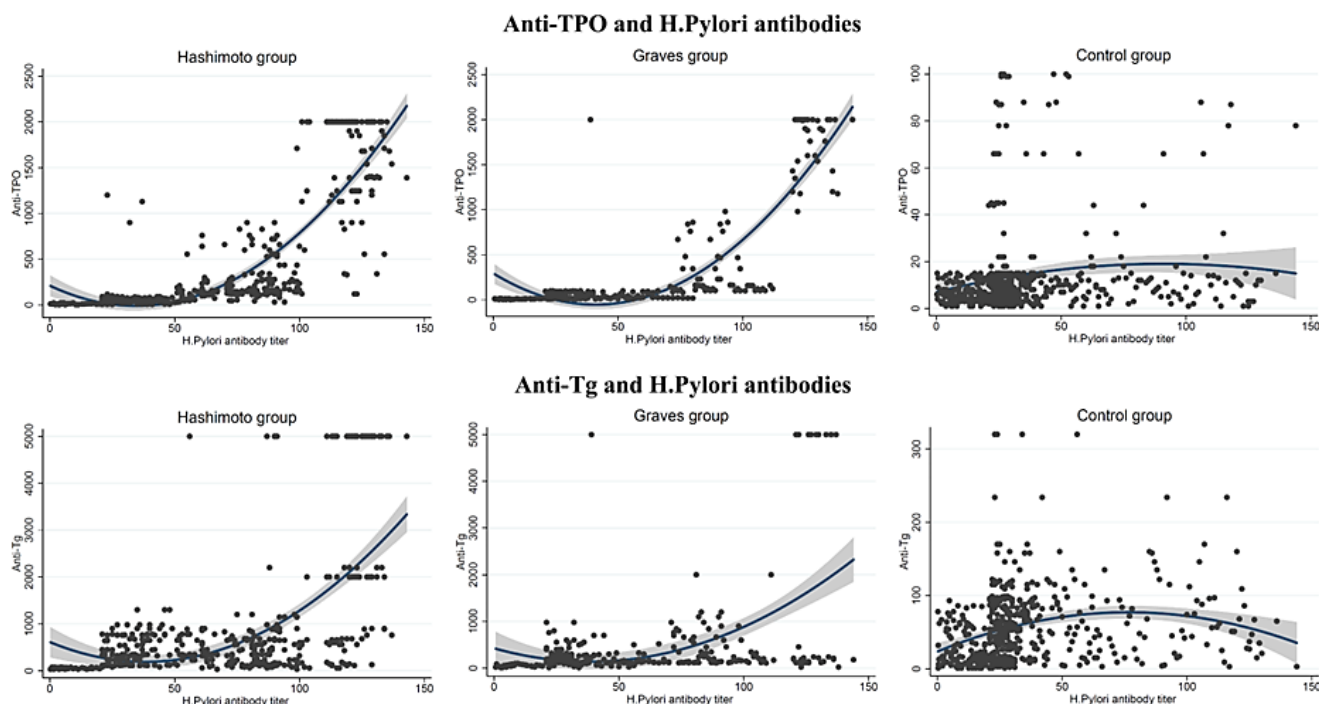 Anti-TPO and H.Pylori antibodies
Hashimoto group
Graves group
Control group
2500
2000
1500
1000
500
0
Anti-TPO
0
50
100
150
H.Pylori antibody titer
2500
2000
1500
1000
500
0
Anti-TPO
0
50
100
150
H.Pylori antibody titer
100
80
60
40
20
0
Anti-TPO
0
50
100
150
H.Pylori antibody titer
Anti-Tg and H.Pylori antibodies
Hashimoto group
Graves group
Control group
5000
4000
3000
2000
1000
0
Anti-Tg
0
50
100
150
H.Pylori antibody titer
5000
4000
3000
2000
1000
0
Anti-Tg
0
50
100
150
H.Pylori antibody titer
300
200
100
0
Anti-Tg
0
50
100
150
H.Pylori antibody titer